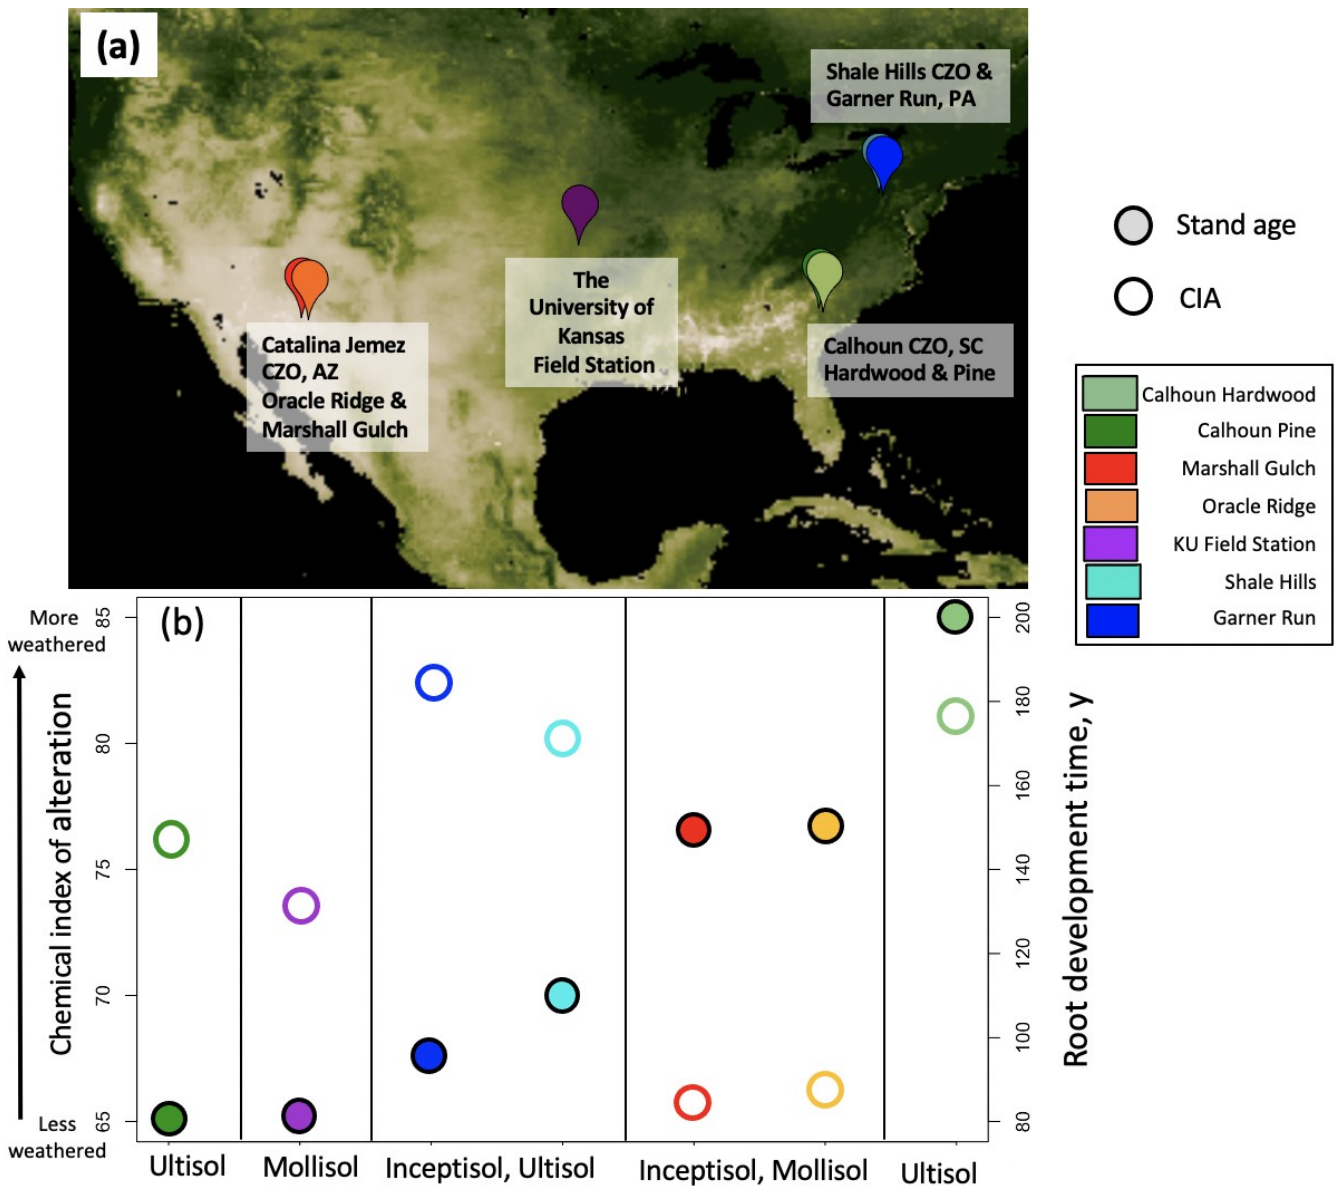 (a)
Shale Hills CZO &
Garner Run, PA
The
University of
Kansas
Field Station
Catalina Jemez
CZO, AZ
Oracle Ridge &
Marshall Gulch
Calhoun CZO, SC
Hardwood & Pine
Stand age
CIA
Calhoun Hardwood
Calhoun Pine
Marshall Gulch
Oracle Ridge
KU Field Station
Shale Hills
Garner Run
(b)
More
weathered
Less
weathered
Chemical index of alteration
85
80
75
70
65
200
180
160
140
120
100
80
Root development time, y
Ultisol
Mollisol
Inceptisol, Ultisol
Inceptisol, Mollisol
Ultisol